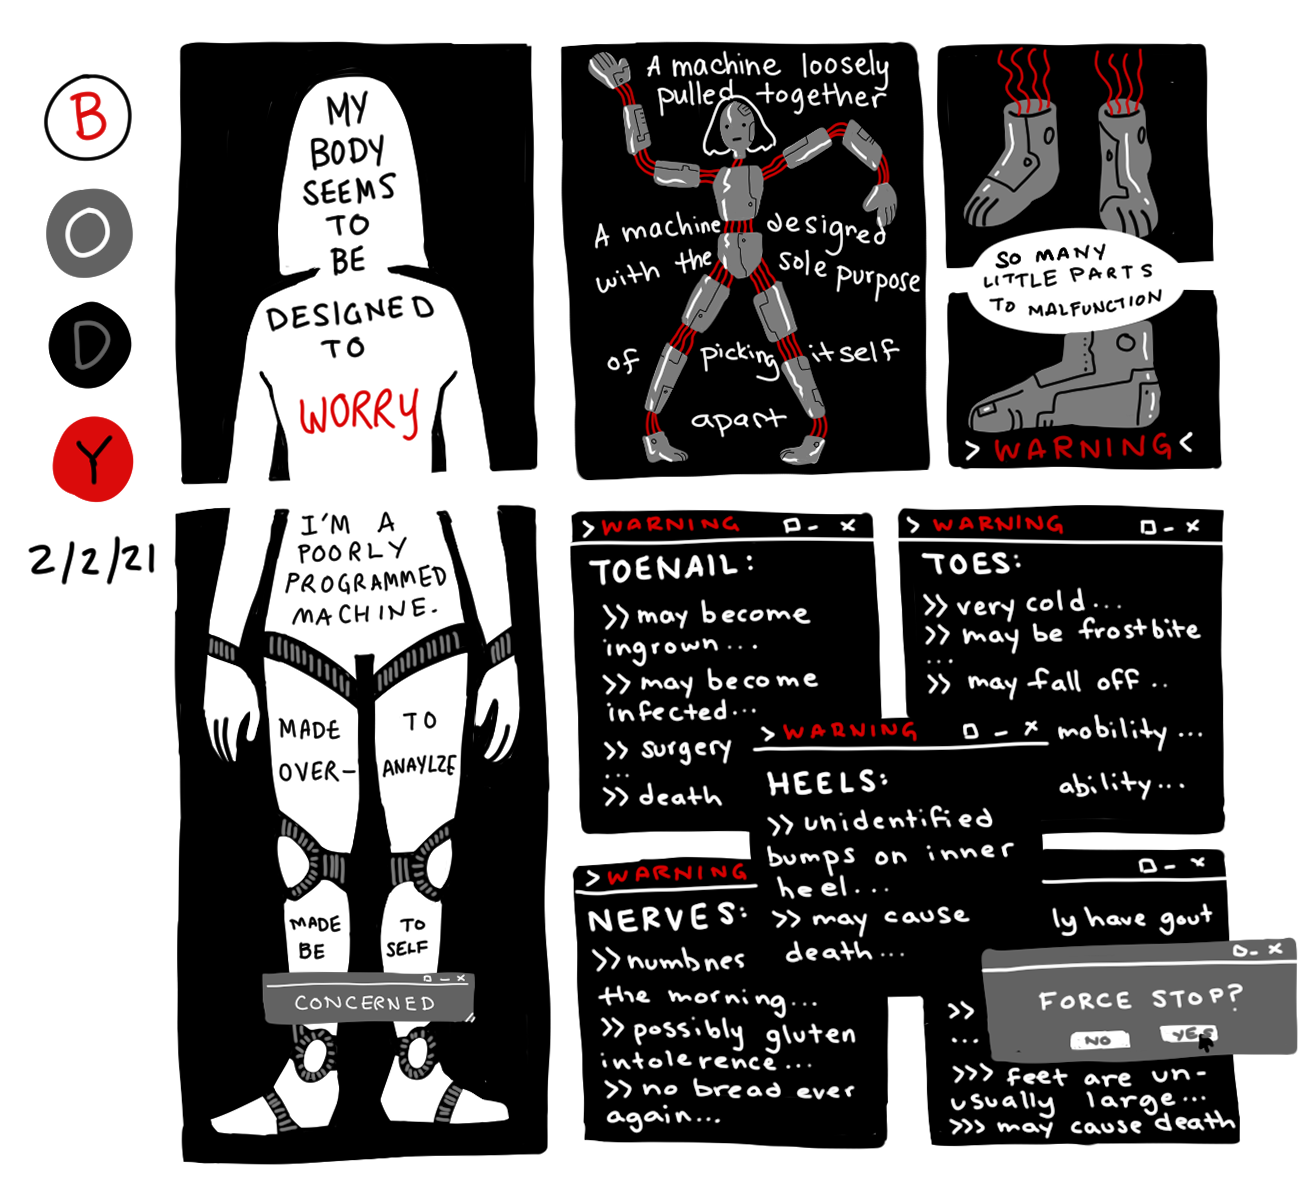 B
O
D
Y
2/2/21
MY
BODY
SEEMS
TO
BE
DESIGNED
TO
WORRY
A machine loosely
pulled together
A machine designed
with the sole purpose
of picking itself
apart
SO MANY
LITTLE PARTS
TO MALFUNCTION
> WARNING <
I'M A
POORLY
PROGRAMMED
MACHINE.
MADE TO
OVER- ANAYLZE
MADE TO
BE SELF
CONCERNED
> WARNING
TOENAIL:
>> may become
ingrown...
>> may become
infected...
>> surgery
...
>> death
> WARNING
TOES:
>> very cold...
>> may be frostbite
...
>> may fall off ..
mobility ...
ability...
> WARNING
HEELS:
>> unidentified
bumps on inner
heel...
>> may cause
death...
> WARNING
NERVES:
>> numbnes
the morning...
>> possibly gluten
intolerence...
>> no bread ever
again...
ly have gout
>>
...
>>> feet are un-
usually large...
>>> may cause death
FORCE STOP?
NO YES